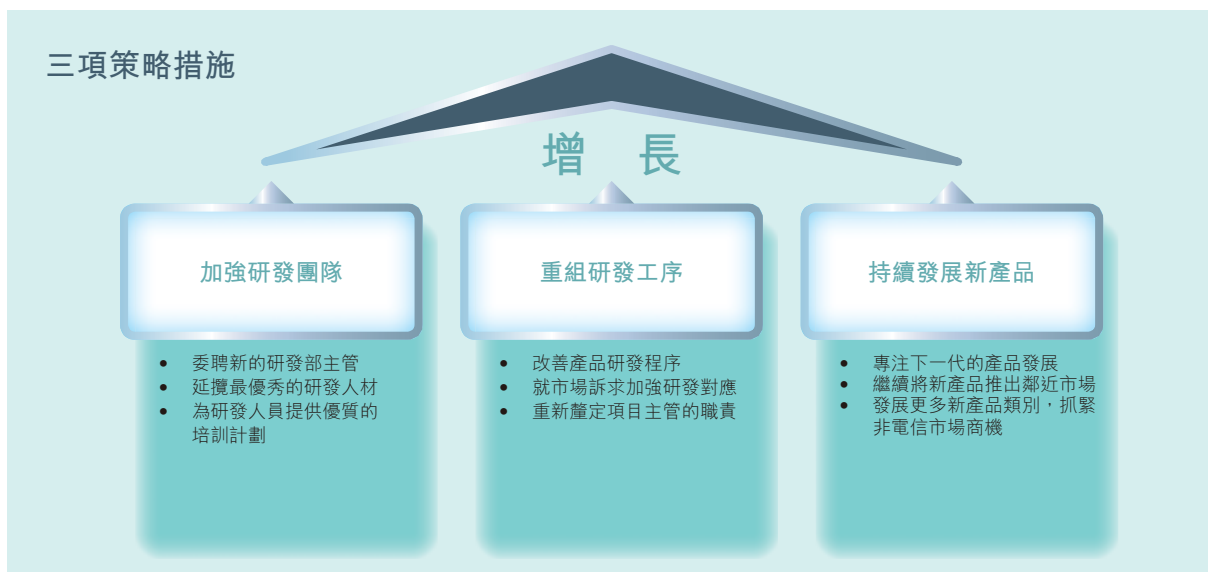 三項策略措施
增 長
加強研發團隊
• 委聘新的研發部主管
• 延攬最優秀的研發人材
• 為研發人員提供優質的
培訓計劃
重組研發工序
• 改善產品研發程序
• 就市場訴求加強研發對應
• 重新釐定項目主管的職責
持續發展新產品
• 專注下一代的產品發展
• 繼續將新產品推出鄰近市場
• 發展更多新產品類別，抓緊
非電信市場商機